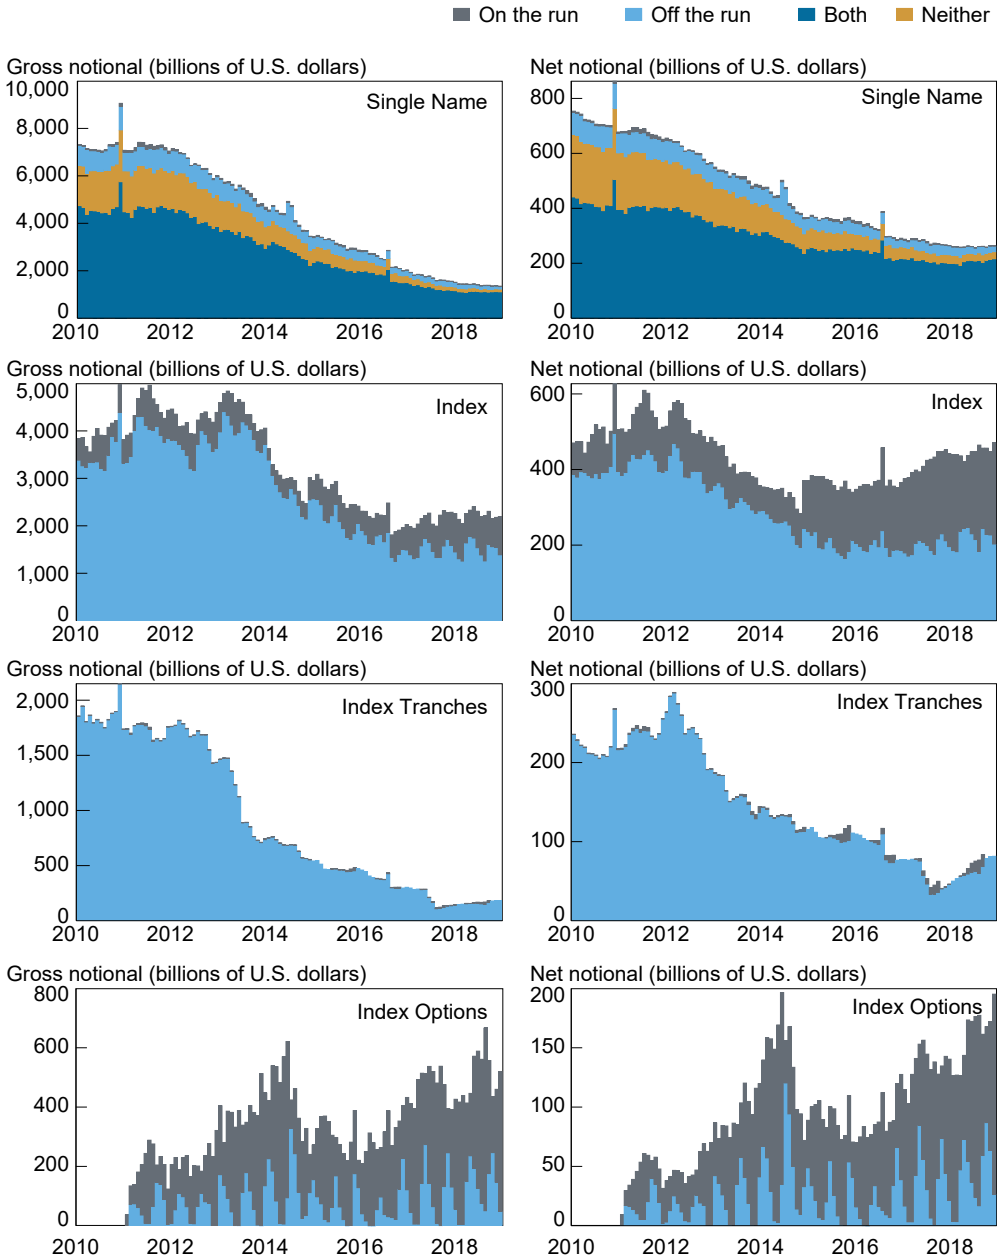 On the run Off the run Both Neither
Gross notional (billions of U.S. dollars)
Single Name
10,000
8,000
6,000
4,000
2,000
0
2010 2012 2014 2016 2018
Net notional (billions of U.S. dollars)
Single Name
800
600
400
200
0
2010 2012 2014 2016 2018
Gross notional (billions of U.S. dollars)
Index
5,000
4,000
3,000
2,000
1,000
0
2010 2012 2014 2016 2018
Net notional (billions of U.S. dollars)
Index
600
400
200
0
2010 2012 2014 2016 2018
Gross notional (billions of U.S. dollars)
Index Tranches
2,000
1,500
1,000
500
0
2010 2012 2014 2016 2018
Net notional (billions of U.S. dollars)
Index Tranches
300
200
100
0
2010 2012 2014 2016 2018
Gross notional (billions of U.S. dollars)
Index Options
800
600
400
200
0
2010 2012 2014 2016 2018
Net notional (billions of U.S. dollars)
Index Options
200
150
100
50
0
2010 2012 2014 2016 2018